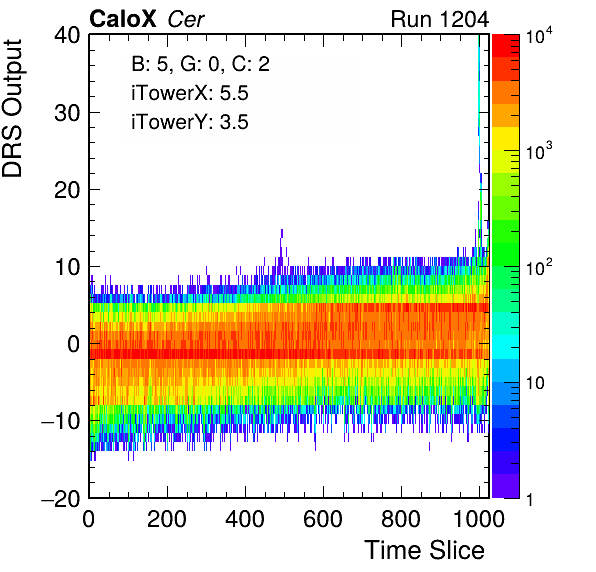 CaloX Cer
Run 1204
B: 5, G: 0, C: 2
iTowerX: 5.5
iTowerY: 3.5
DRS Output
40
30
20
10
0
−10
−20
0 200 400 600 800 1000
Time Slice
10^4
10^3
10^2
10
1